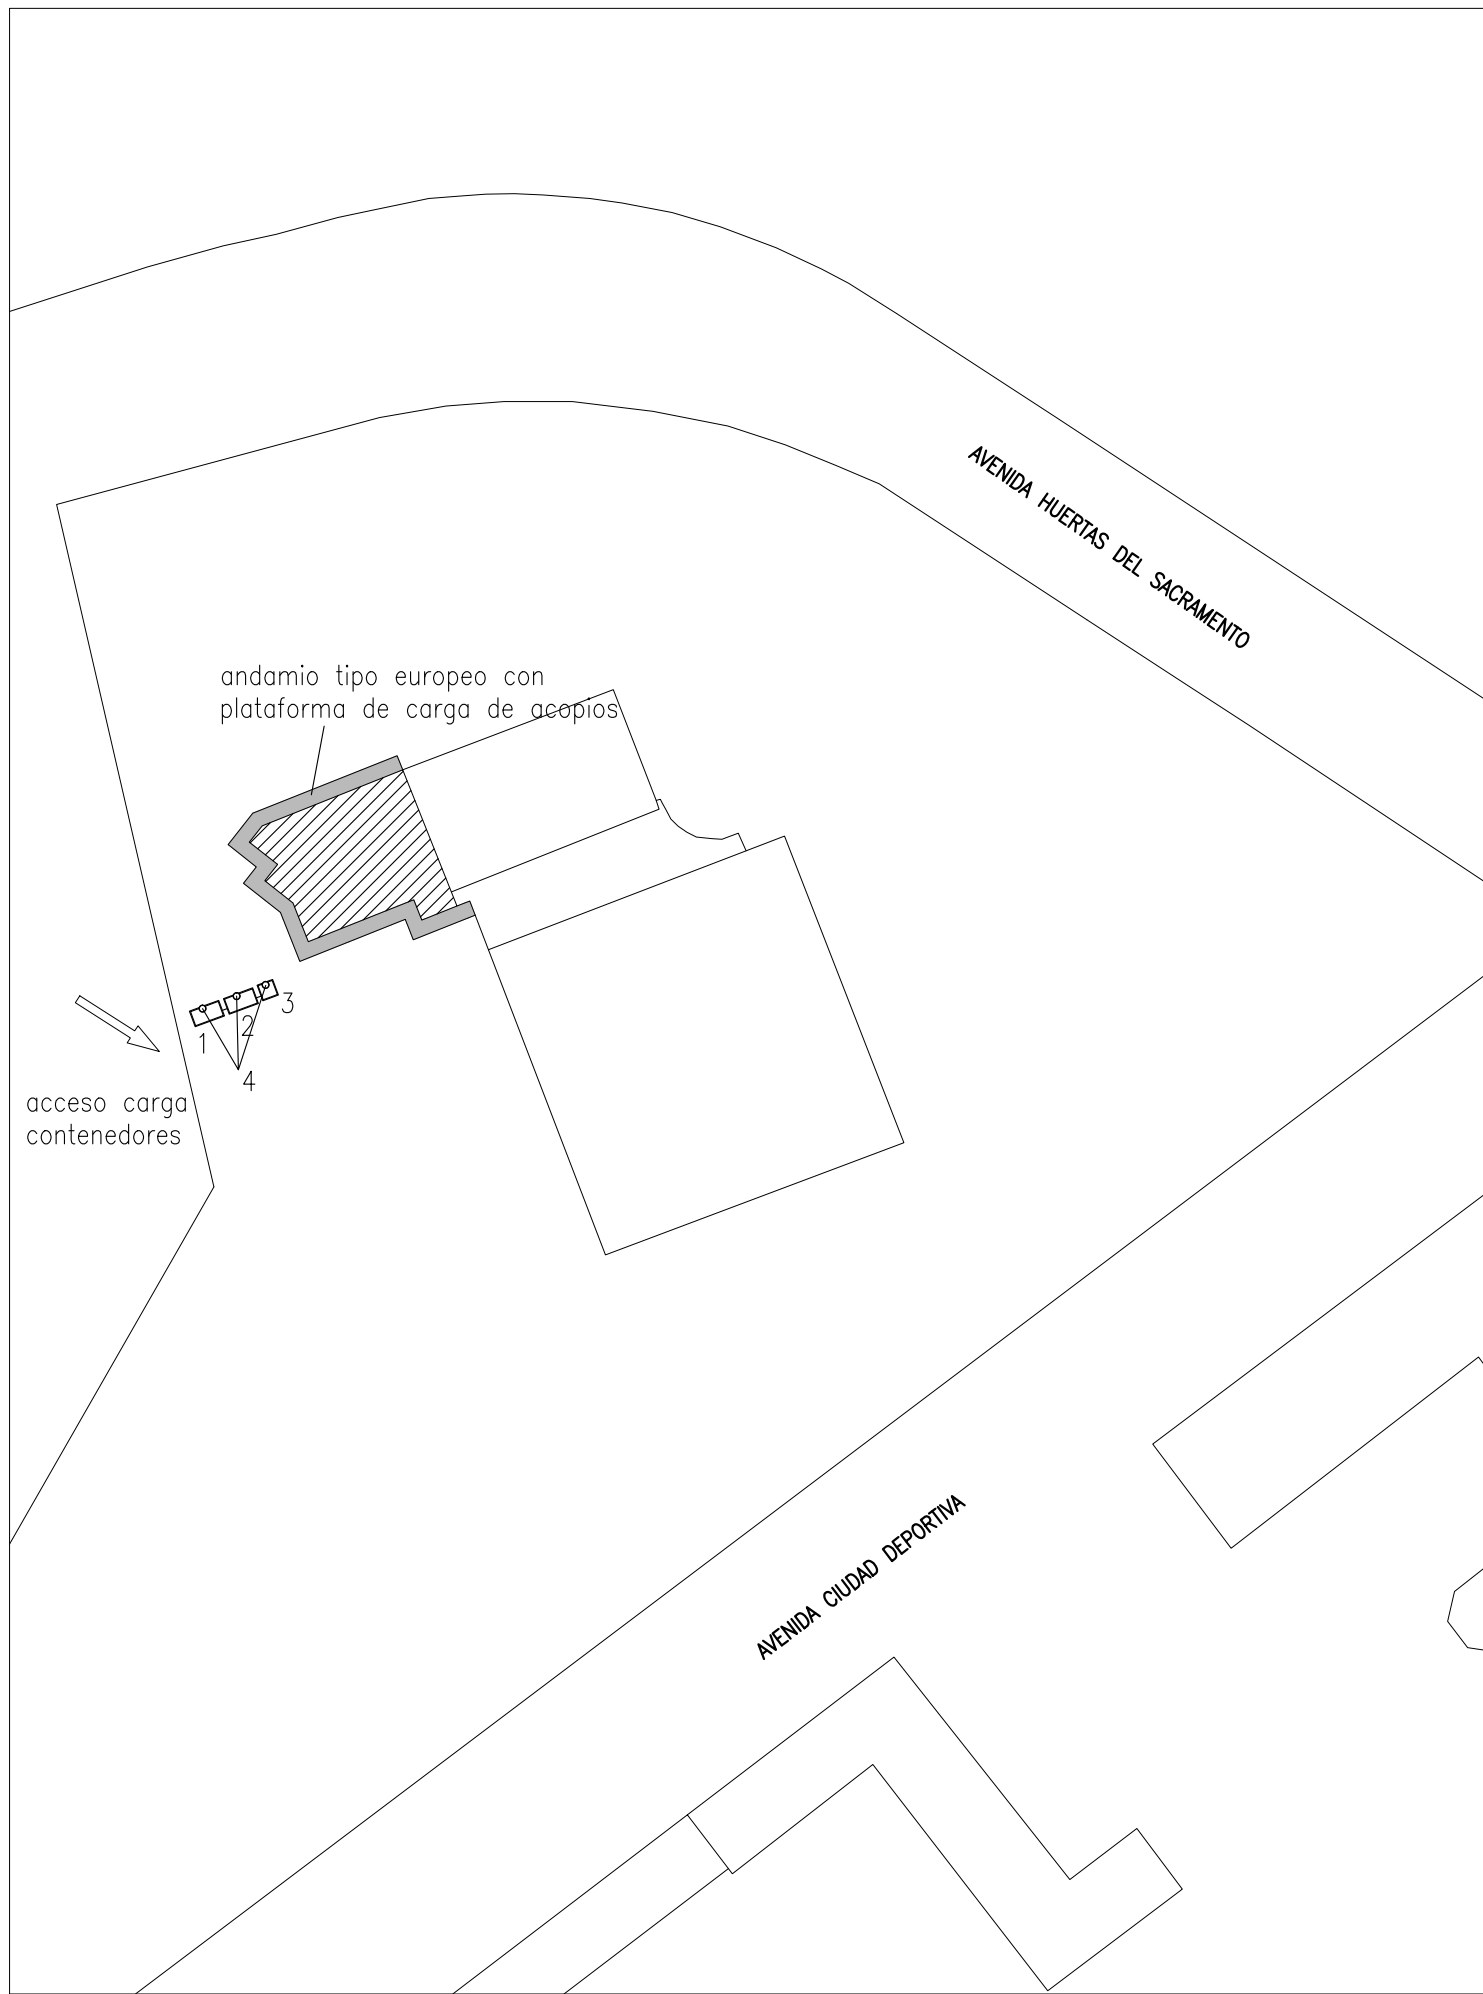 AVENIDA HUERTAS DEL SACRAMENTO
andamio tipo europeo con
plataforma de carga de acopios
3
2
1
4
acceso carga
contenedores
AVENIDA CIUDAD DEPORTIVA